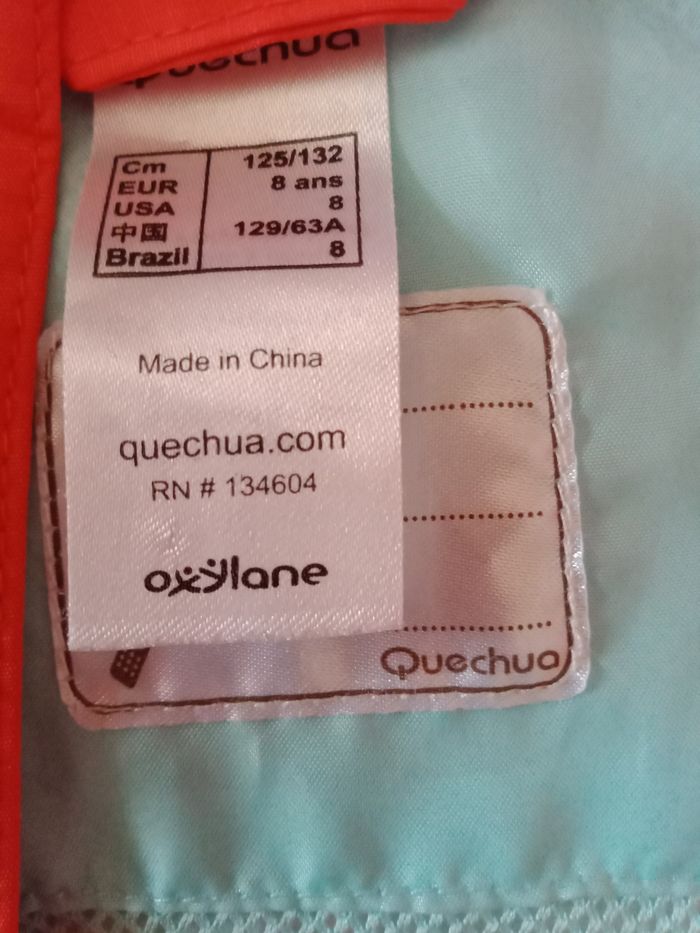 Quechua
Cm 125/132
EUR 8 ans
USA 8
中国 129/63A
Brazil 8
Made in China
quechua.com
RN # 134604
oxylane
Quechua